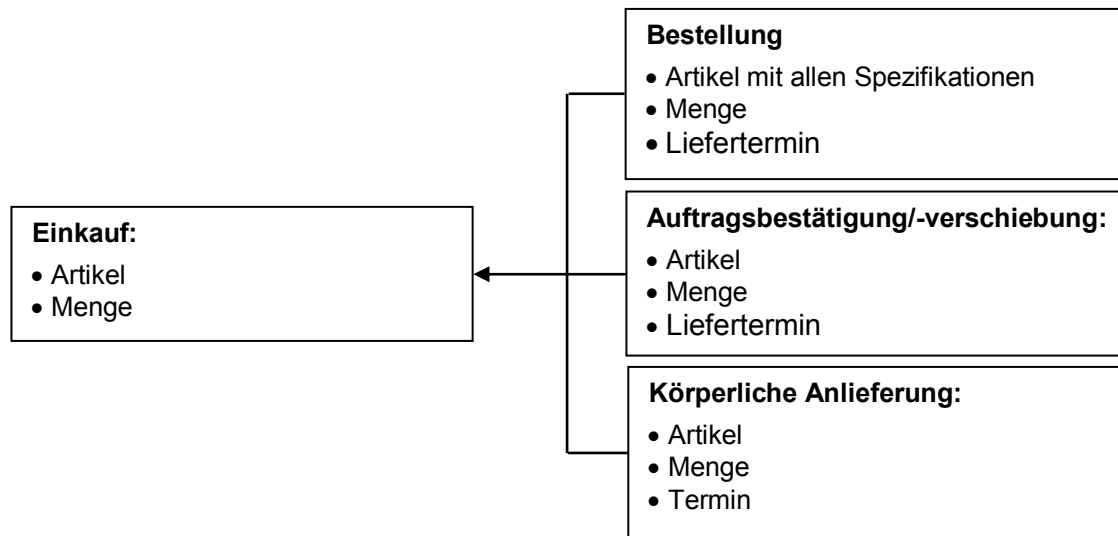 Bestellung
• Artikel mit allen Spezifikationen
• Menge
• Liefertermin
Einkauf:
• Artikel
• Menge
Auftragsbestätigung/-verschiebung:
• Artikel
• Menge
• Liefertermin
Körperliche Anlieferung:
• Artikel
• Menge
• Termin